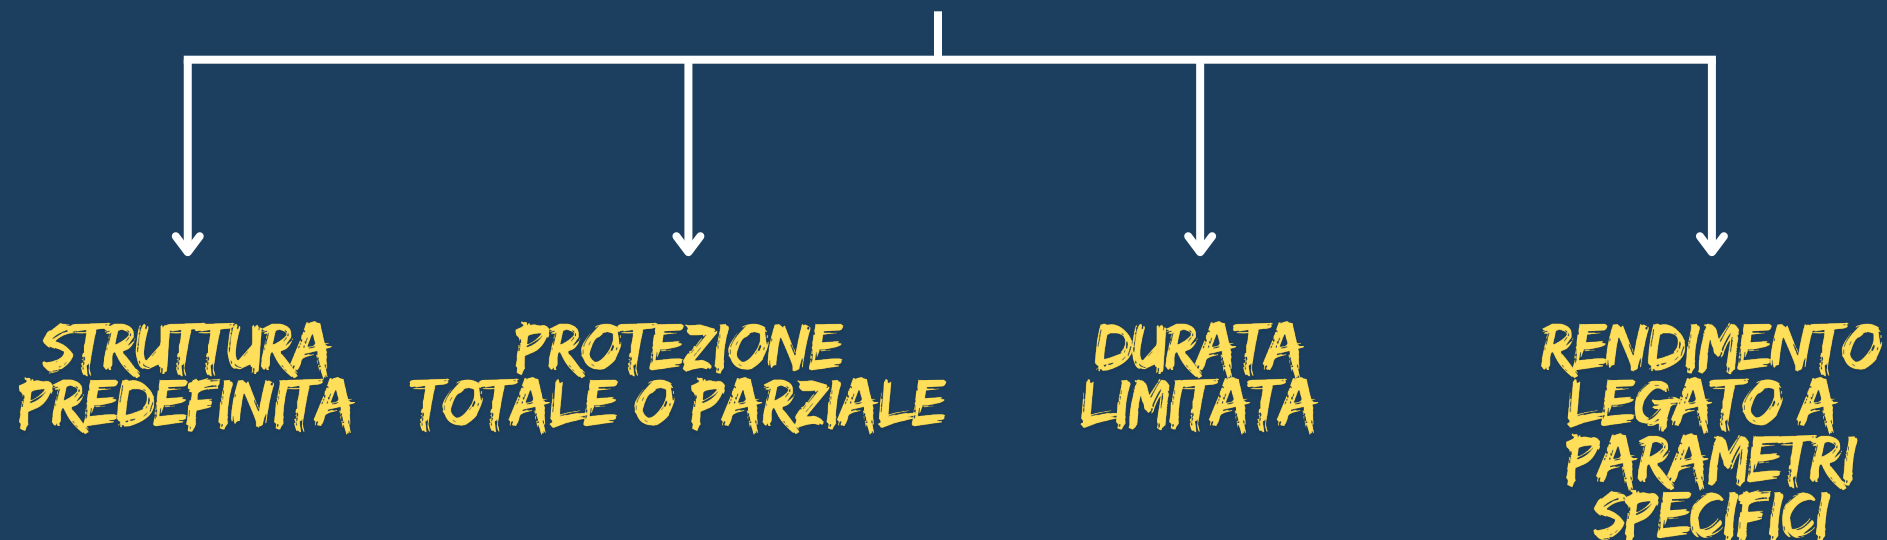 STRUTTURA
PREDEFINITA
PROTEZIONE
TOTALE O PARZIALE
DURATA
LIMITATA
RENDIMENTO
LEGATO A
PARAMETRI
SPECIFICI